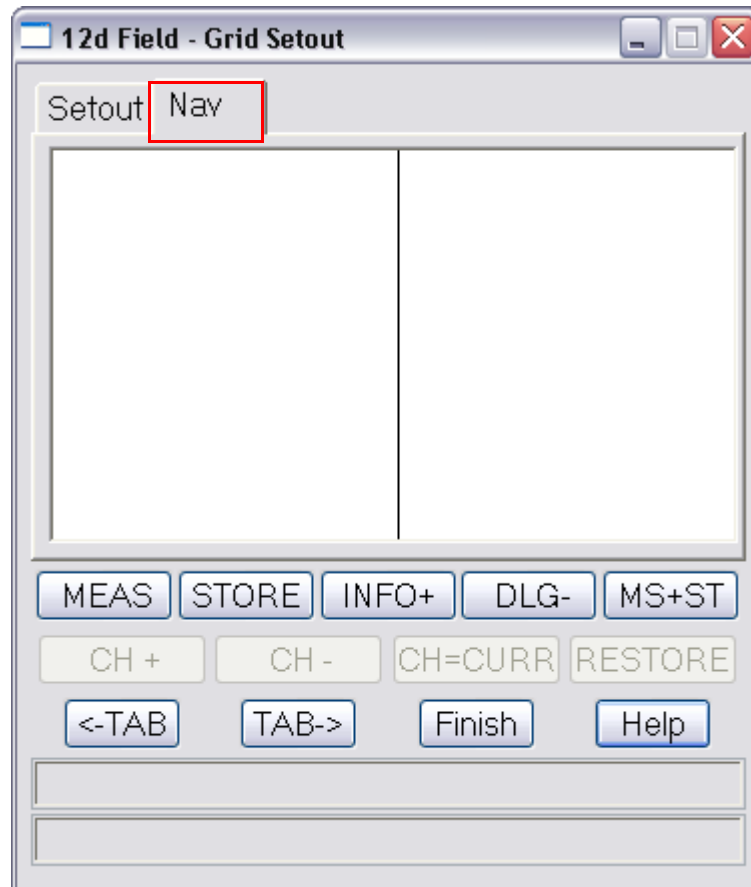 12d Field - Grid Setout
Setout Nav
MEAS STORE INFO+ DLG- MS+ST
CH + CH - CH=CURR RESTORE
<-TAB TAB-> Finish Help